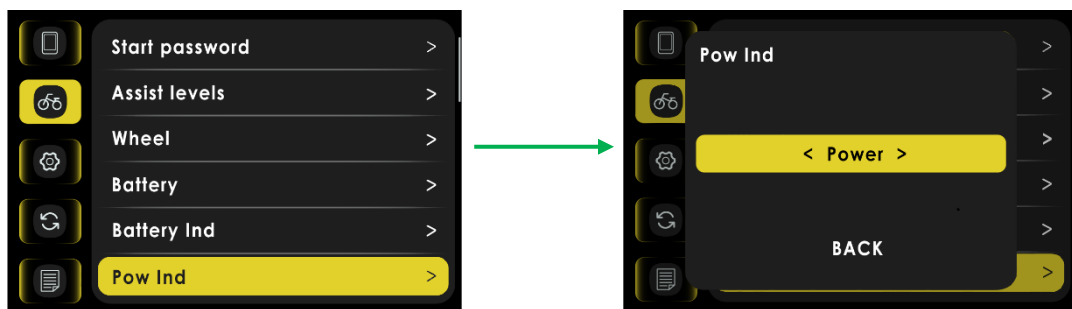 Start password >
Assist levels >
Wheel >
Battery >
Battery Ind >
Pow Ind >
Pow Ind
< Power >
BACK
>
>
>
>
>
>